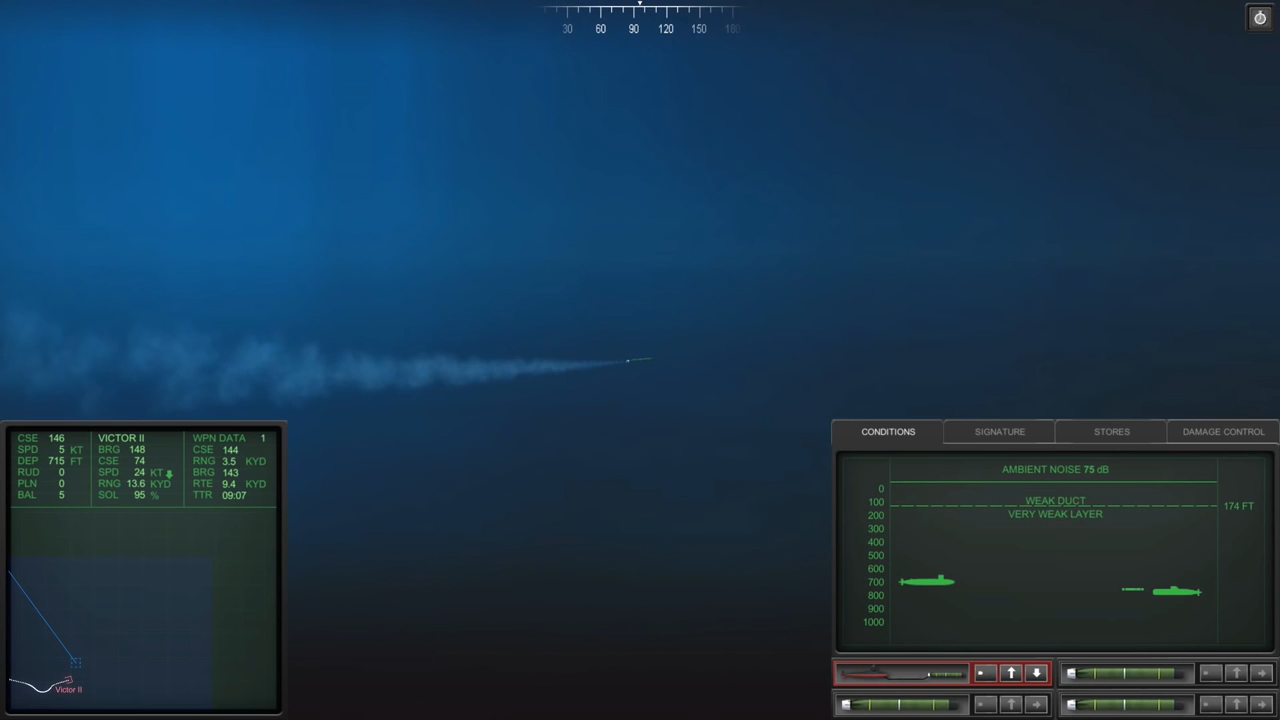 30 60 90 120 150 180
CSE 146
SPD 5 KT
DEP 715 FT
RUD 0
PLN 0
BAL 5
VICTOR II
BRG 148
CSE 74
SPD 24 KT
RNG 13.6 KYD
SOL 95 %
WPN DATA 1
CSE 144
RNG 3.5 KYD
BRG 143
RTE 9.4 KYD
TTR 09:07
Victor II
CONDITIONS SIGNATURE STORES DAMAGE CONTROL
AMBIENT NOISE 75 dB
0
100
200
300
400
500
600
700
800
900
1000
WEAK DUCT
VERY WEAK LAYER
174 FT